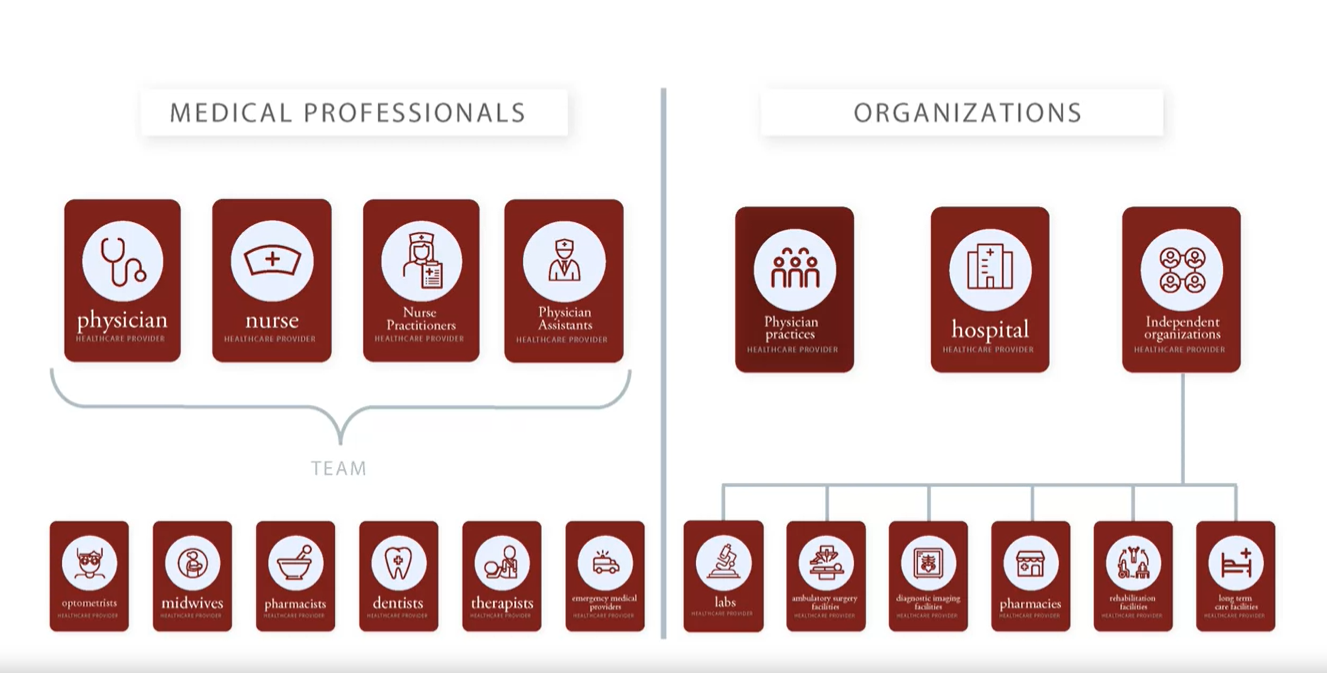 MEDICAL PROFESSIONALS
ORGANIZATIONS
physician
HEALTHCARE PROVIDER
nurse
HEALTHCARE PROVIDER
Nurse
Practitioners
HEALTHCARE PROVIDER
Physician
Assistants
HEALTHCARE PROVIDER
Physician
practices
HEALTHCARE PROVIDER
hospital
HEALTHCARE PROVIDER
Independent
organizations
HEALTHCARE PROVIDER
TEAM
optometrists
HEALTHCARE PROVIDER
midwives
HEALTHCARE PROVIDER
pharmacists
HEALTHCARE PROVIDER
dentists
HEALTHCARE PROVIDER
therapists
HEALTHCARE PROVIDER
emergency medical
providers
HEALTHCARE PROVIDER
labs
HEALTHCARE PROVIDER
ambulatory surgery
facilities
HEALTHCARE PROVIDER
diagnostic imaging
facilities
HEALTHCARE PROVIDER
pharmacies
HEALTHCARE PROVIDER
rehabilitation
facilities
HEALTHCARE PROVIDER
long term
care facilities
HEALTHCARE PROVIDER